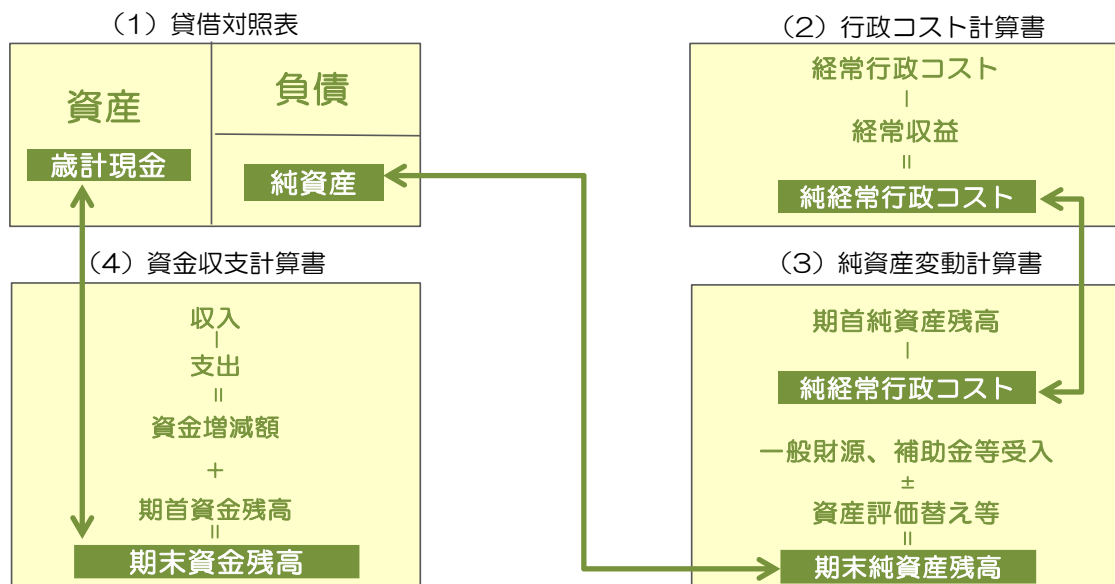 （1）貸借対照表
資産
歳計現金
負債
純資産
（2）行政コスト計算書
経常行政コスト
－
経常収益
＝
純経常行政コスト
（4）資金収支計算書
収入
－
支出
＝
資金増減額
＋
期首資金残高
＝
期末資金残高
（3）純資産変動計算書
期首純資産残高
－
純経常行政コスト
一般財源、補助金等受入
±
資産評価替え等
＝
期末純資産残高